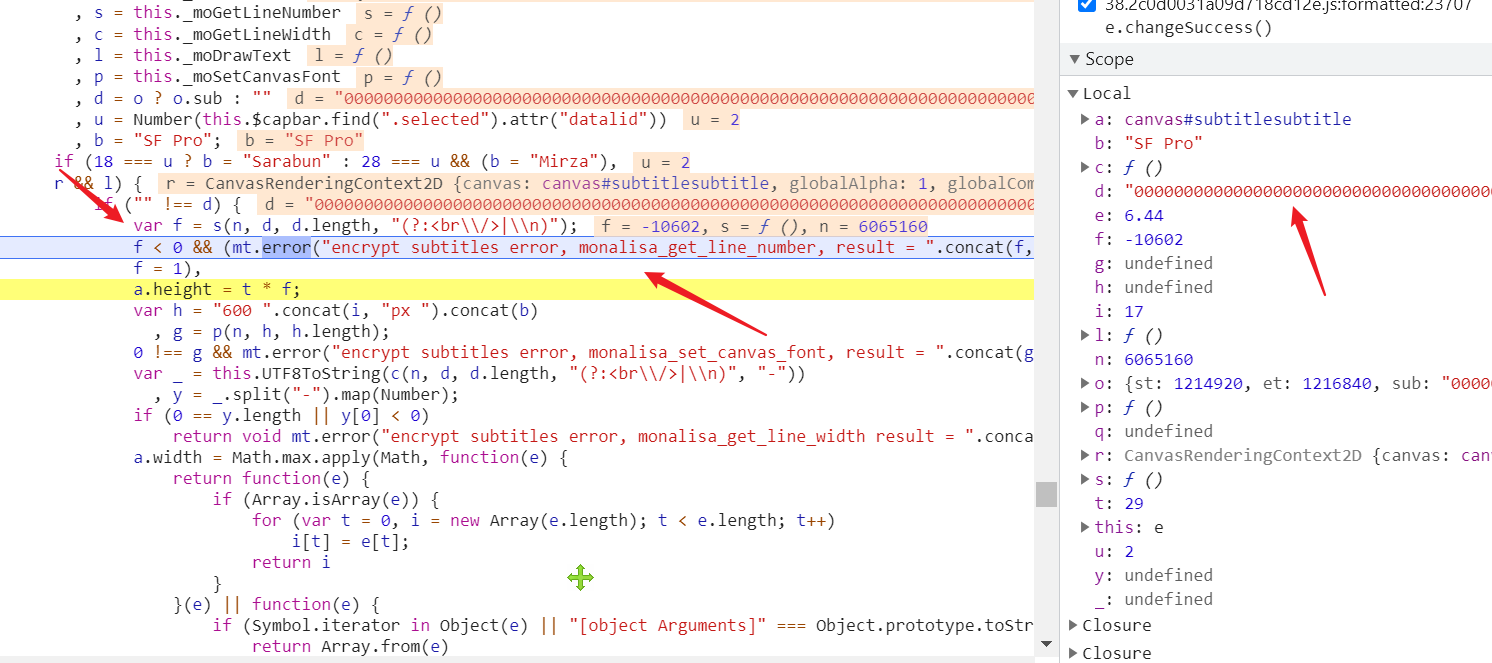 , s = this._moGetLineNumber s = ƒ ()
, c = this._moGetLineWidth c = ƒ ()
, l = this._moDrawText l = ƒ ()
, p = this._moSetCanvasFont p = ƒ ()
, d = o ? o.sub : "" d = "000000000000000000000000000000000000000000000000000000000000000000000
, u = Number(this.$capbar.find(".selected").attr("datalid")) u = 2
, b = "SF Pro"; b = "SF Pro"
if (18 === u ? b = "Sarabun" : 28 === u && (b = "Mirza"), u = 2
r && l) { r = CanvasRenderingContext2D {canvas: canvas#subtitlesubtitle, globalAlpha: 1, globalCom
if ("" !== d) { d = "000000000000000000000000000000000000000000000000000000000000000000000000
var f = s(n, d, d.length, "(?:<br\\/>|\\n)"); f = -10602, s = ƒ (), n = 6065160
f < 0 && (mt.error("encrypt subtitles error, monalisa_get_line_number, result = ".concat(f,
f = 1),
a.height = t * f;
var h = "600 ".concat(i, "px ").concat(b)
, g = p(n, h, h.length);
0 !== g && mt.error("encrypt subtitles error, monalisa_set_canvas_font, result = ".concat(g
var _ = this.UTF8ToString(c(n, d, d.length, "(?:<br\\/>|\\n)", "-"))
, y = _.split("-").map(Number);
if (0 == y.length || y[0] < 0)
return void mt.error("encrypt subtitles error, monalisa_get_line_width result = ".conca
a.width = Math.max.apply(Math, function(e) {
return function(e) {
if (Array.isArray(e)) {
for (var t = 0, i = new Array(e.length); t < e.length; t++)
i[t] = e[t];
return i
}
}(e) || function(e) {
if (Symbol.iterator in Object(e) || "[object Arguments]" === Object.prototype.toStr
return Array.from(e)
38.2c0d0031a09d718cd12e.js:formatted:23707
e.changeSuccess()
Scope
Local
a: canvas#subtitlesubtitle
b: "SF Pro"
c: ƒ ()
d: "000000000000000000000000000000000000
e: 6.44
f: -10602
g: undefined
h: undefined
i: 17
l: ƒ ()
n: 6065160
o: {st: 1214920, et: 1216840, sub: "0000
p: ƒ ()
q: undefined
r: CanvasRenderingContext2D {canvas: can
s: ƒ ()
t: 29
this: e
u: 2
y: undefined
_: undefined
Closure
Closure